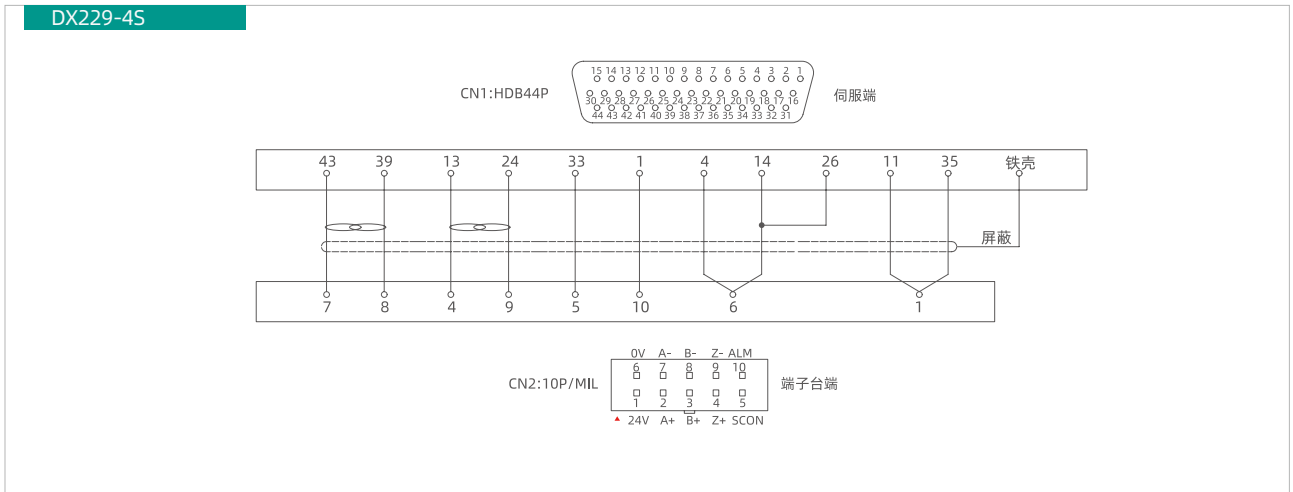 DX229-4S
15 14 13 12 11 10 9 8 7 6 5 4 3 2 1
CN1:HDB44P
伺服端
30 29 28 27 26 25 24 23 22 21 20 19 18 17 16
44 43 42 41 40 39 38 37 36 35 34 33 32 31
43 39 13 24 33 1 4 14 26 11 35 铁壳
屏蔽
7 8 4 9 5 10 6 1
0V A- B- Z- ALM
6 7 8 9 10
CN2:10P/MIL
端子台端
1 2 3 4 5
24V A+ B+ Z+ SCON